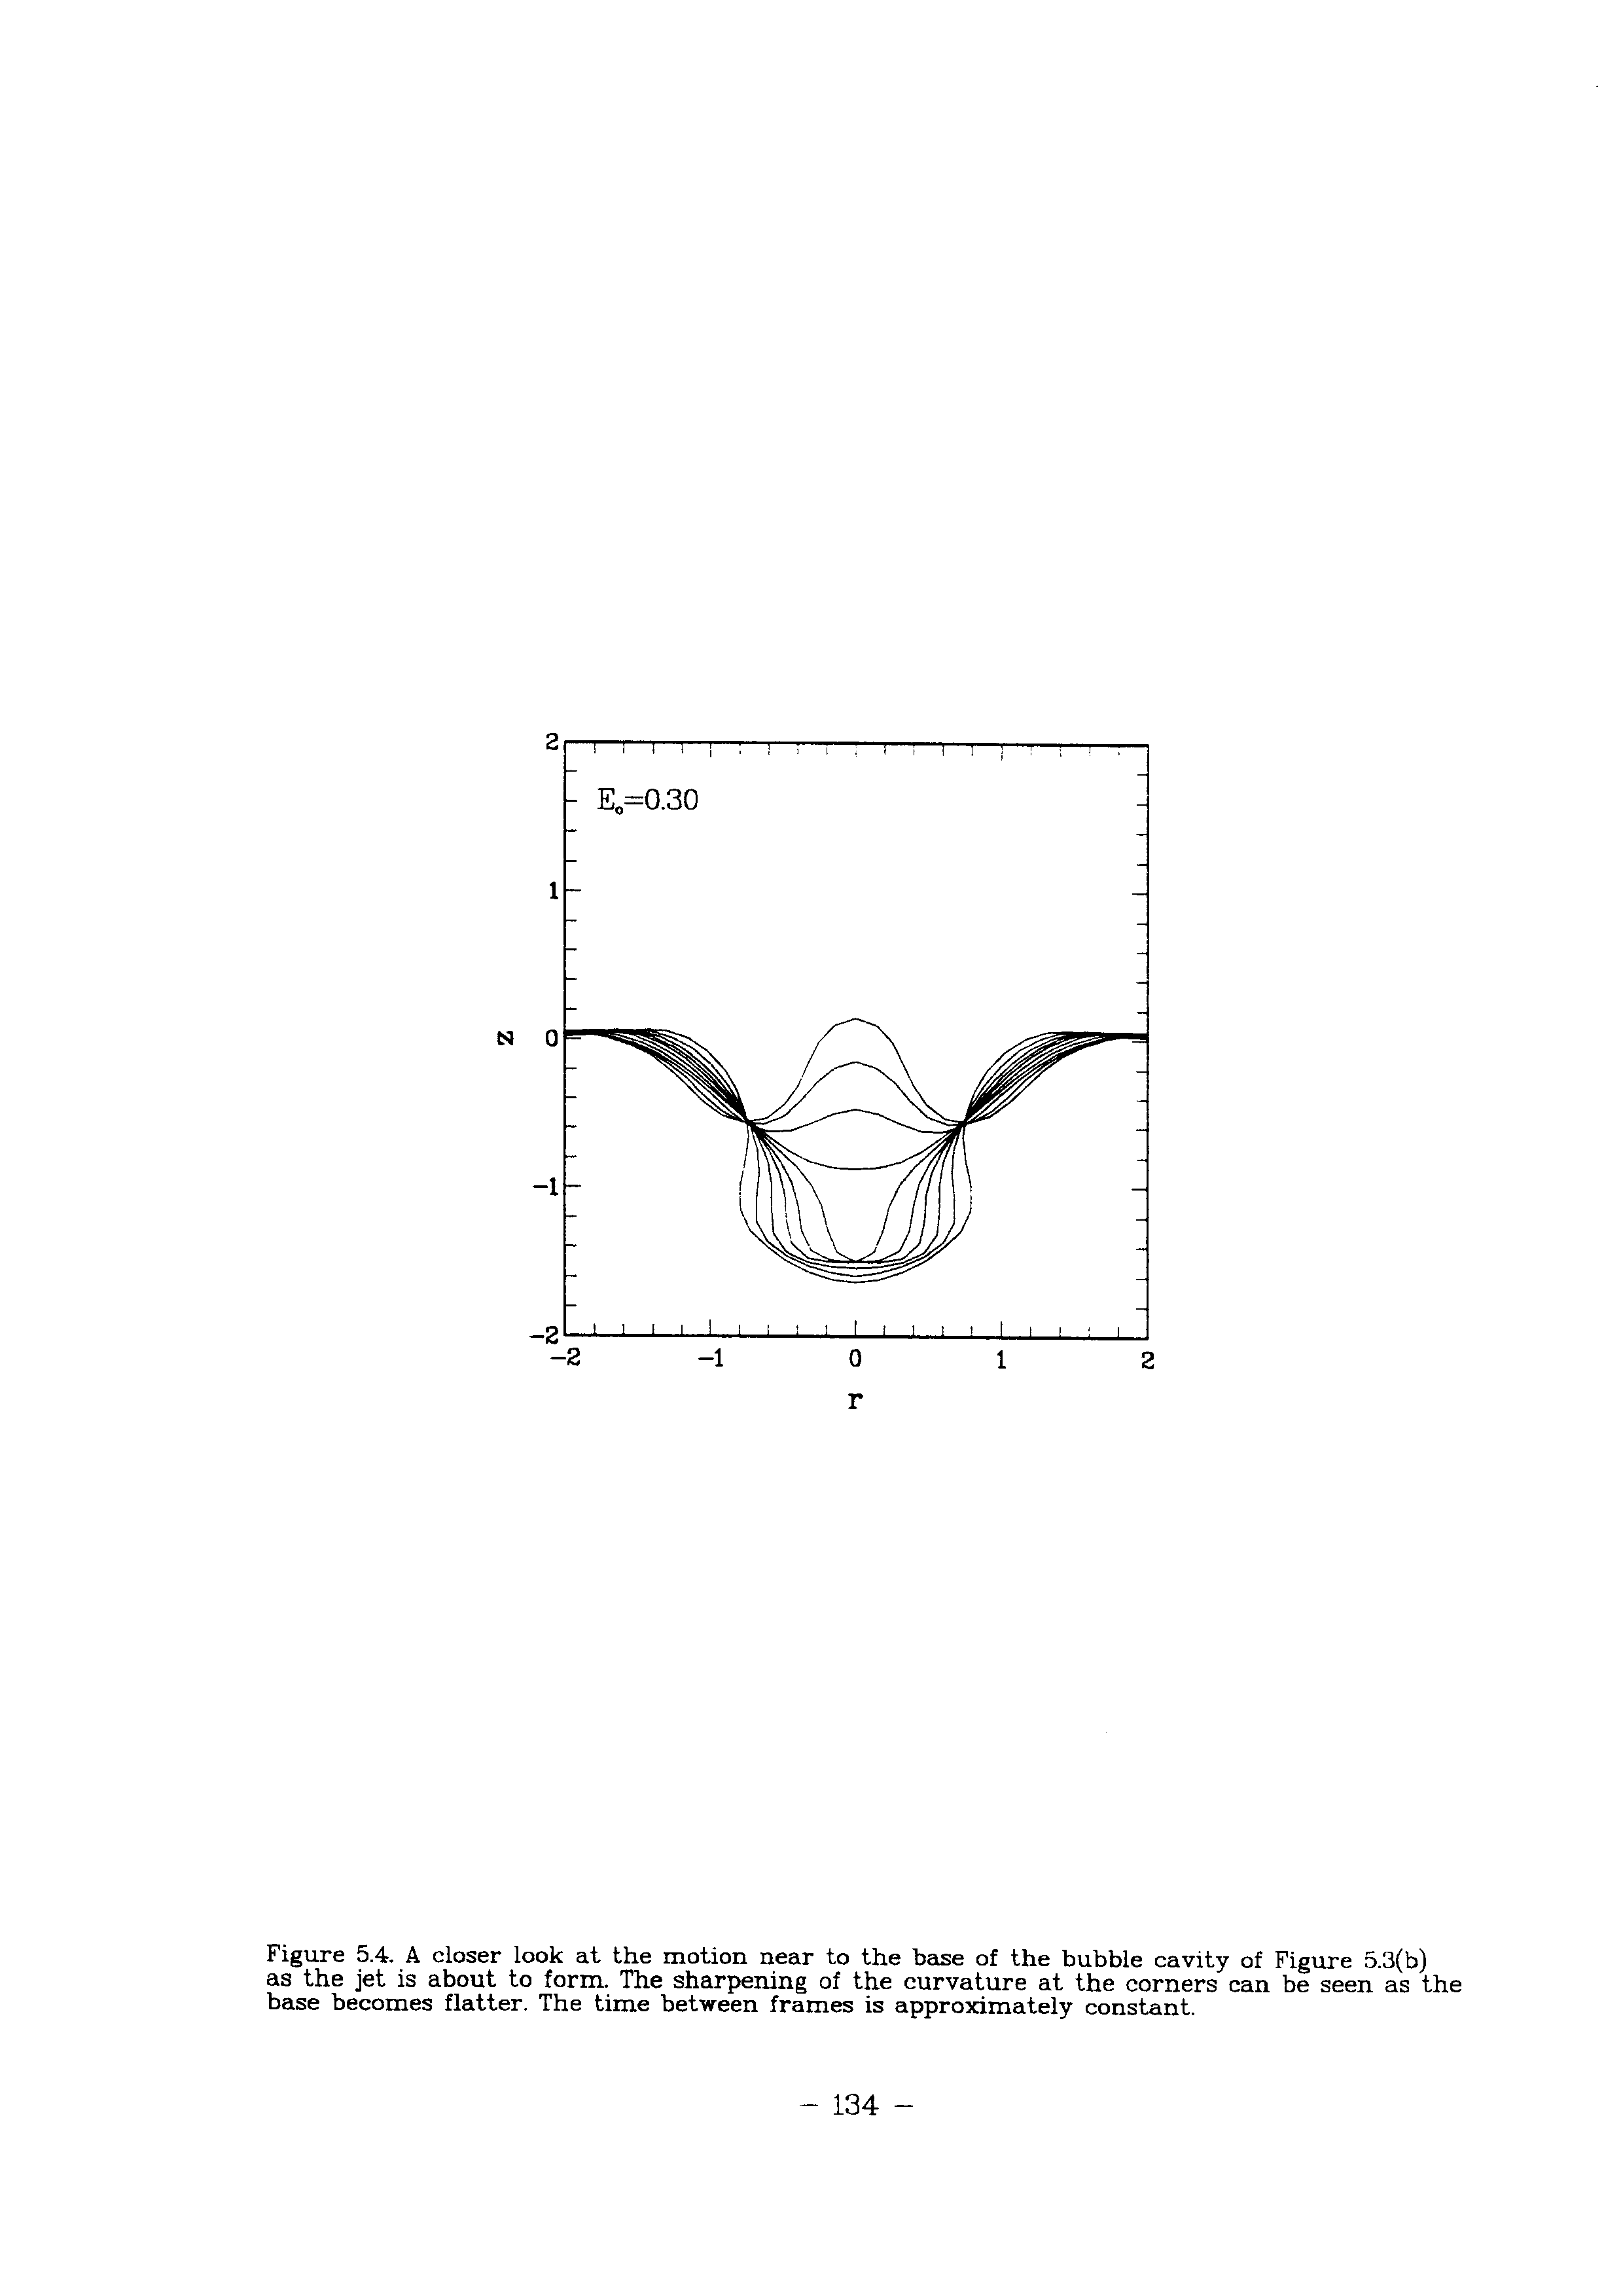 2
E₀=0.30
1
z 0
−1
−2
−2 −1 0 1 2
r
Figure 5.4. A closer look at the motion near to the base of the bubble cavity of Figure 5.3(b)
as the jet is about to form. The sharpening of the curvature at the corners can be seen as the
base becomes flatter. The time between frames is approximately constant.
− 134 −